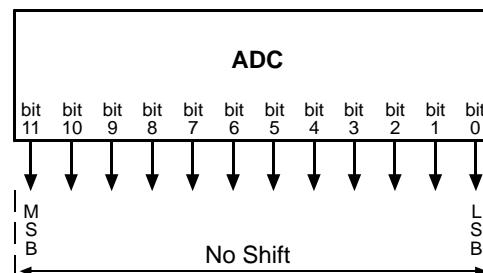 ADC
bit bit bit bit bit bit bit bit bit bit bit bit
11 10 9 8 7 6 5 4 3 2 1 0
M L
S S
B B
No Shift